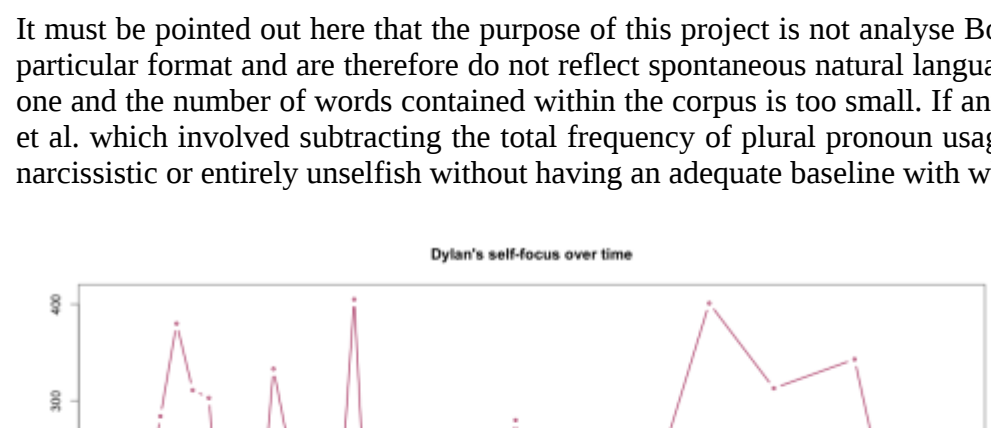 It must be pointed out here that the purpose of this project is not analyse
particular format and are therefore do not reflect spontaneous natural
one and the number of words contained within the corpus is too small. If an
et al. which involved subtracting the total frequency of plural pronoun
narcissistic or entirely unselfish without having an adequate baseline with
Dylan's self-focus over time
400
300